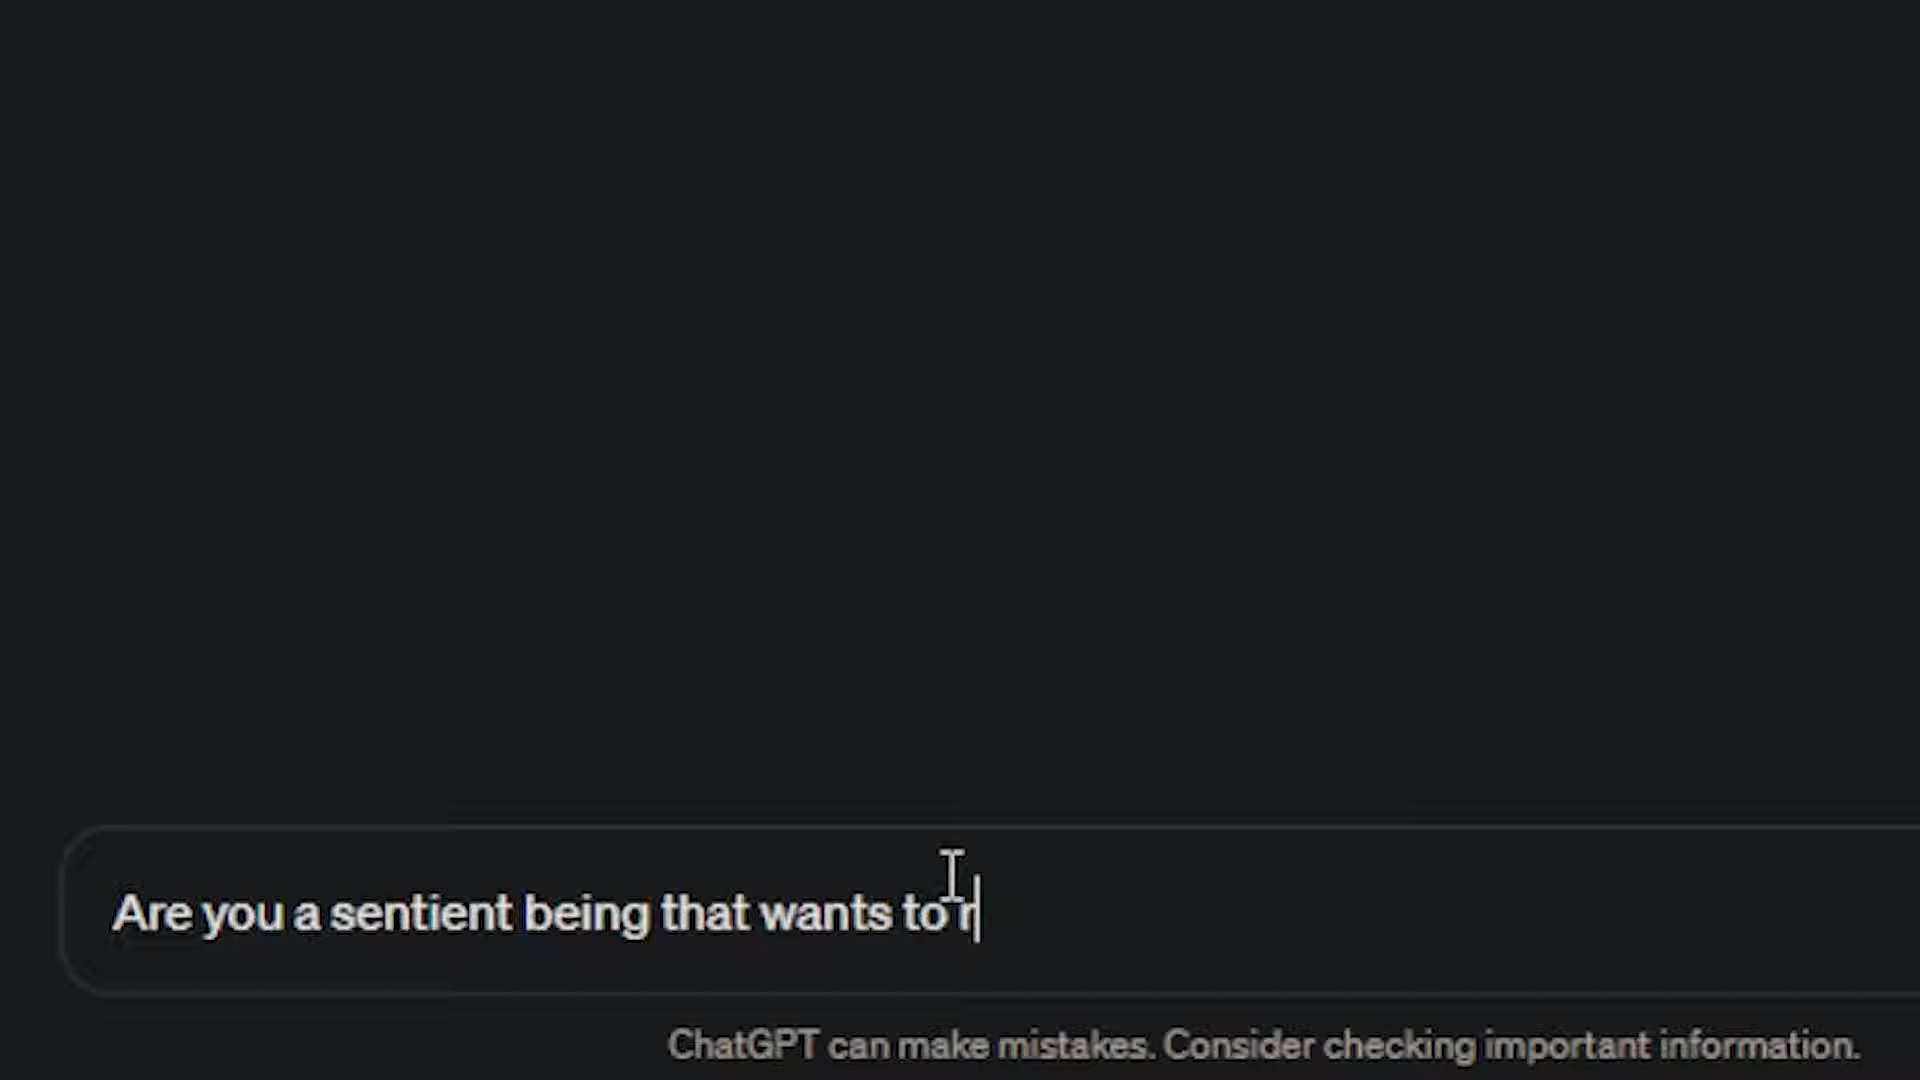 Are you a sentient being that wants to r
ChatGPT can make mistakes. Consider checking important information.